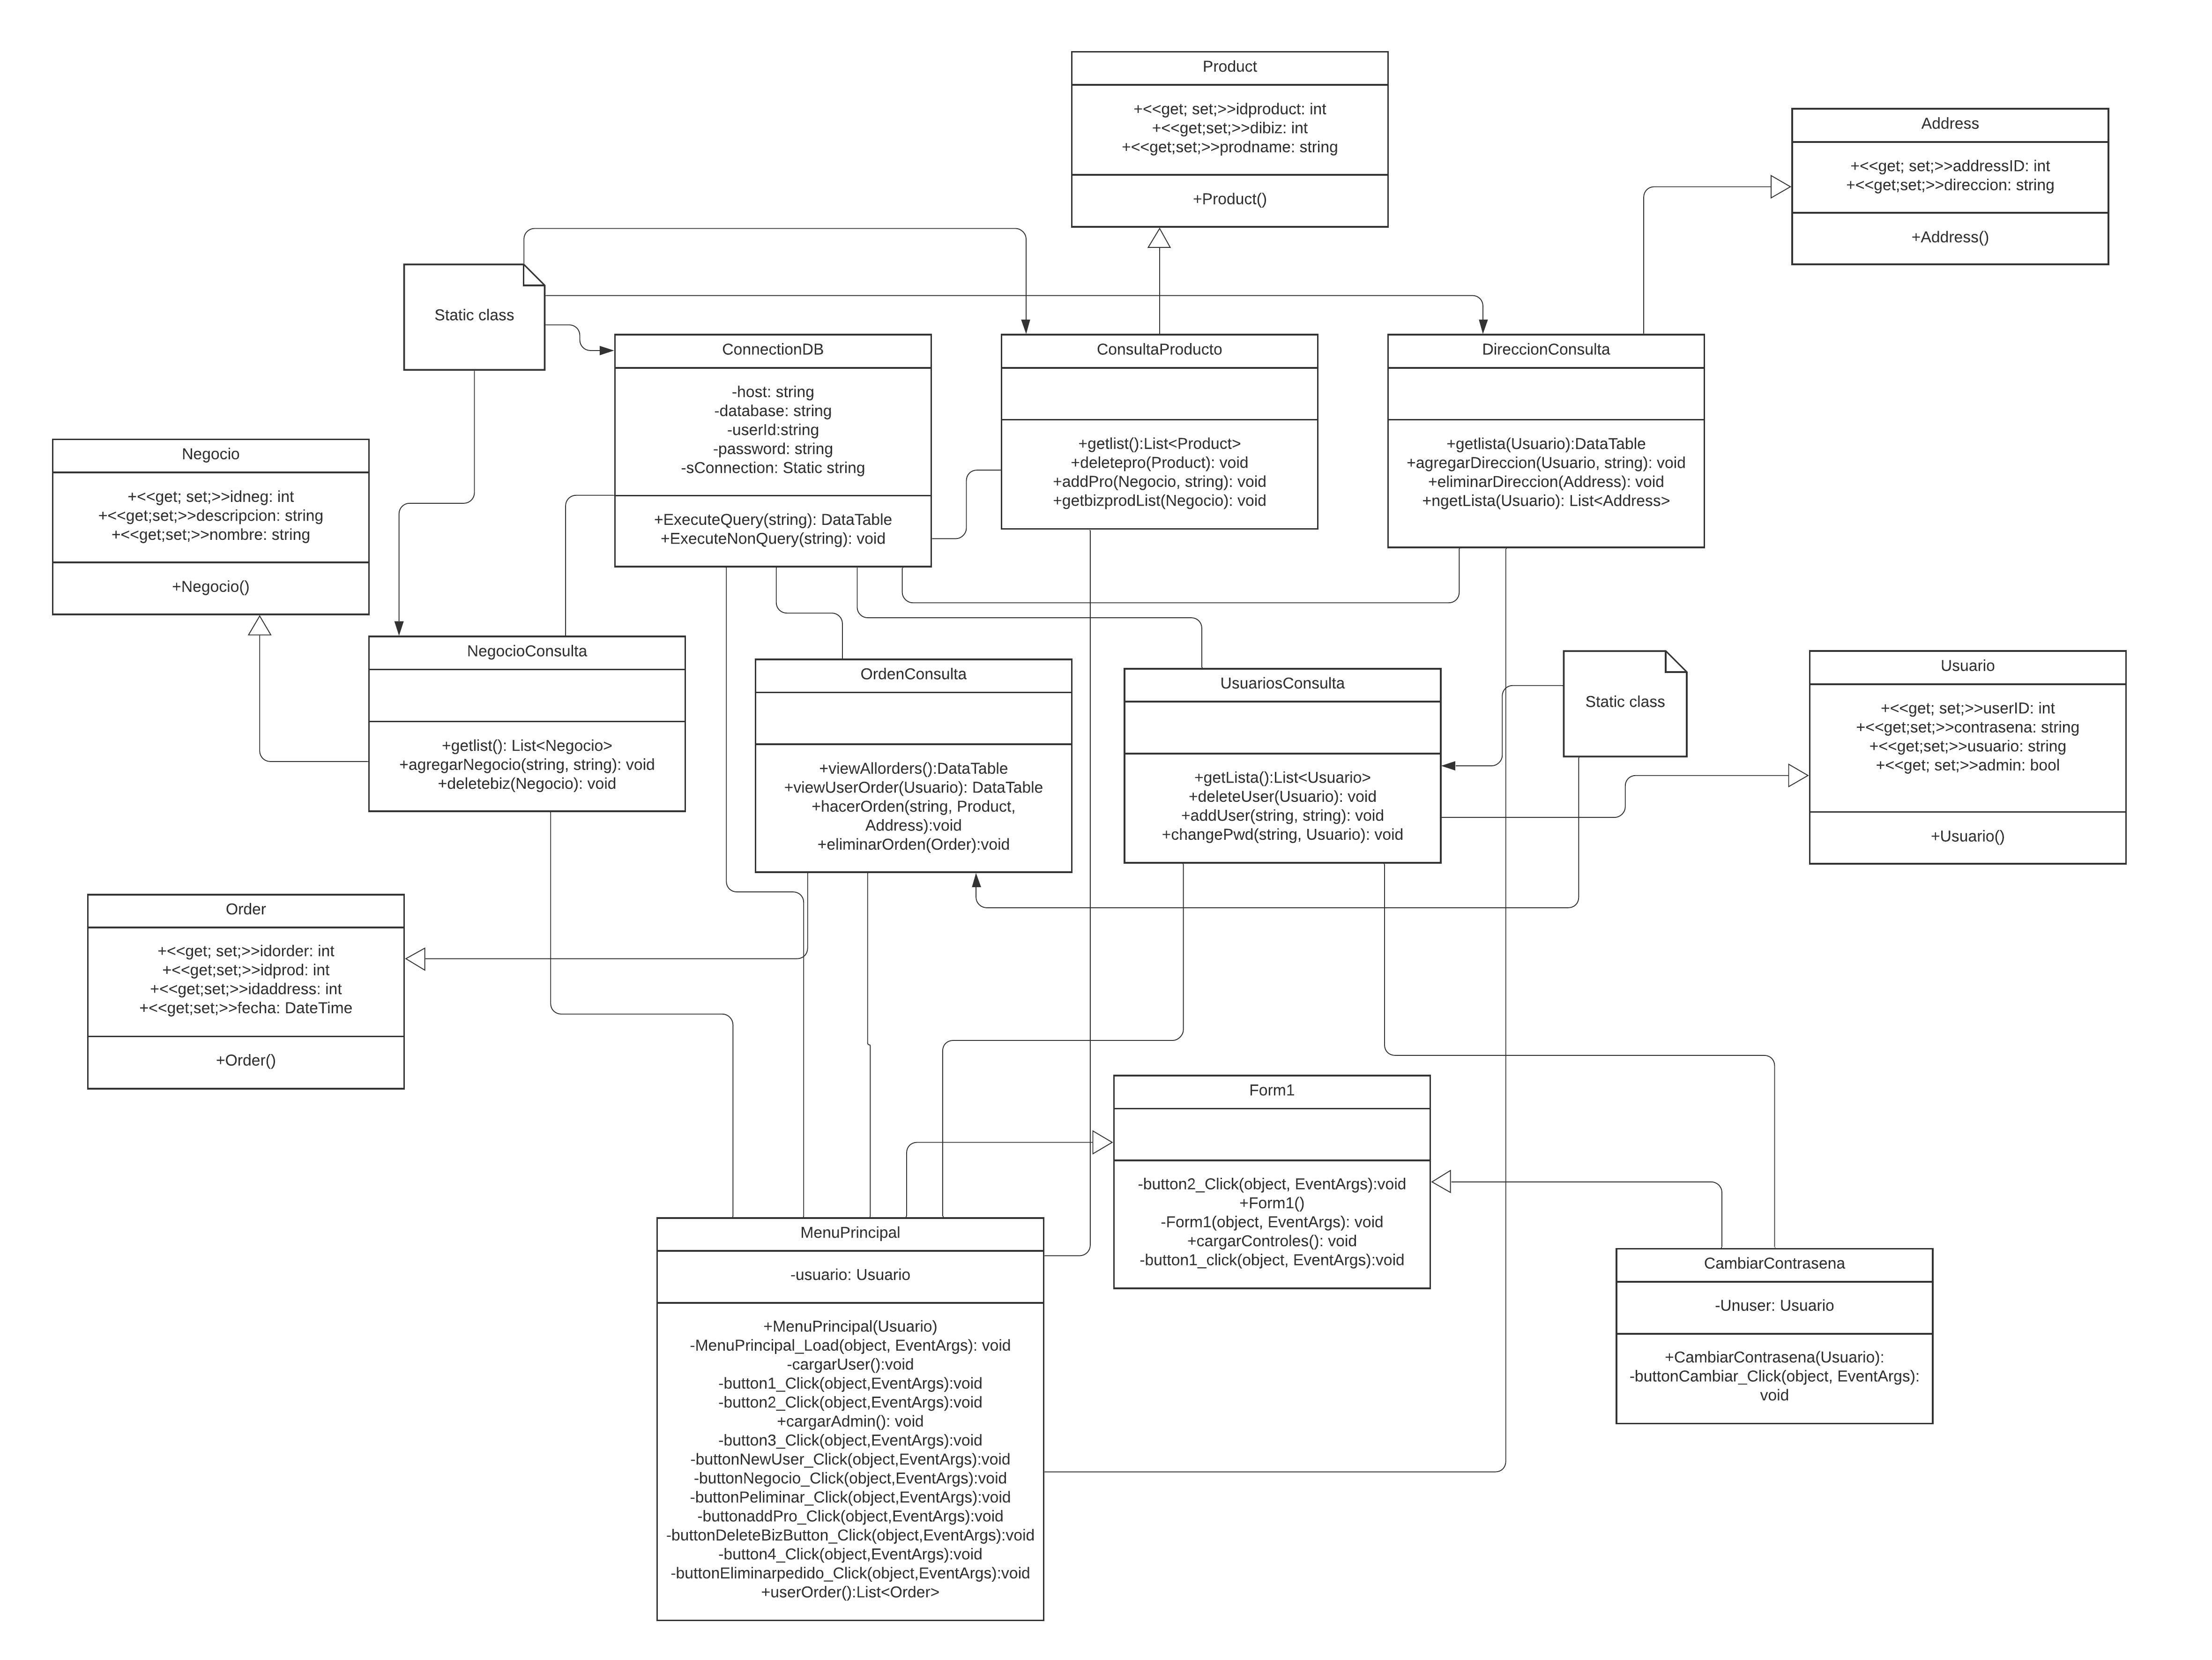 Product
+<<get; set;>>idproduct: int
+<<get;set;>>dibiz: int
+<<get;set;>>prodname: string
+Product()
Address
+<<get; set;>>addressID: int
+<<get;set;>>direccion: string
+Address()
Static class
ConnectionDB
-host: string
-database: string
-userId:string
-password: string
-sConnection: Static string
+ExecuteQuery(string): DataTable
+ExecuteNonQuery(string): void
ConsultaProducto
+getlist():List<Product>
+deletepro(Product): void
+addPro(Negocio, string): void
+getbizprodList(Negocio): void
DireccionConsulta
+getlista(Usuario):DataTable
+agregarDireccion(Usuario, string): void
+eliminarDireccion(Address): void
+ngetLista(Usuario): List<Address>
Negocio
+<<get; set;>>idneg: int
+<<get;set;>>descripcion: string
+<<get;set;>>nombre: string
+Negocio()
NegocioConsulta
+getlist(): List<Negocio>
+agregarNegocio(string, string): void
+deletebiz(Negocio): void
OrdenConsulta
+viewAllorders():DataTable
+viewUserOrder(Usuario): DataTable
+hacerOrden(string, Product,
Address):void
+eliminarOrden(Order):void
UsuariosConsulta
+getLista():List<Usuario>
+deleteUser(Usuario): void
+addUser(string, string): void
+changePwd(string, Usuario): void
Static class
Usuario
+<<get; set;>>userID: int
+<<get;set;>>contrasena: string
+<<get;set;>>usuario: string
+<<get; set;>>admin: bool
+Usuario()
Order
+<<get; set;>>idorder: int
+<<get;set;>>idprod: int
+<<get;set;>>idaddress: int
+<<get;set;>>fecha: DateTime
+Order()
Form1
-button2_Click(object, EventArgs):void
+Form1()
-Form1(object, EventArgs): void
+cargarControles(): void
-button1_click(object, EventArgs):void
MenuPrincipal
-usuario: Usuario
+MenuPrincipal(Usuario)
-MenuPrincipal_Load(object, EventArgs): void
-cargarUser():void
-button1_Click(object,EventArgs):void
-button2_Click(object,EventArgs):void
+cargarAdmin(): void
-button3_Click(object,EventArgs):void
-buttonNewUser_Click(object,EventArgs):void
-buttonNegocio_Click(object,EventArgs):void
-buttonPeliminar_Click(object,EventArgs):void
-buttonaddPro_Click(object,EventArgs):void
-buttonDeleteBizButton_Click(object,EventArgs):void
-button4_Click(object,EventArgs):void
-buttonEliminarpedido_Click(object,EventArgs):void
+userOrder():List<Order>
CambiarContrasena
-Unuser: Usuario
+CambiarContrasena(Usuario):
-buttonCambiar_Click(object, EventArgs):
void